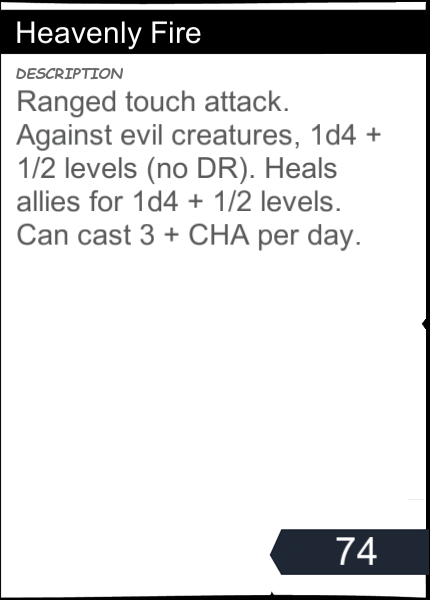 Heavenly Fire
DESCRIPTION
Ranged touch attack.
Against evil creatures, 1d4 +
1/2 levels (no DR). Heals
allies for 1d4 + 1/2 levels.
Can cast 3 + CHA per day.
74